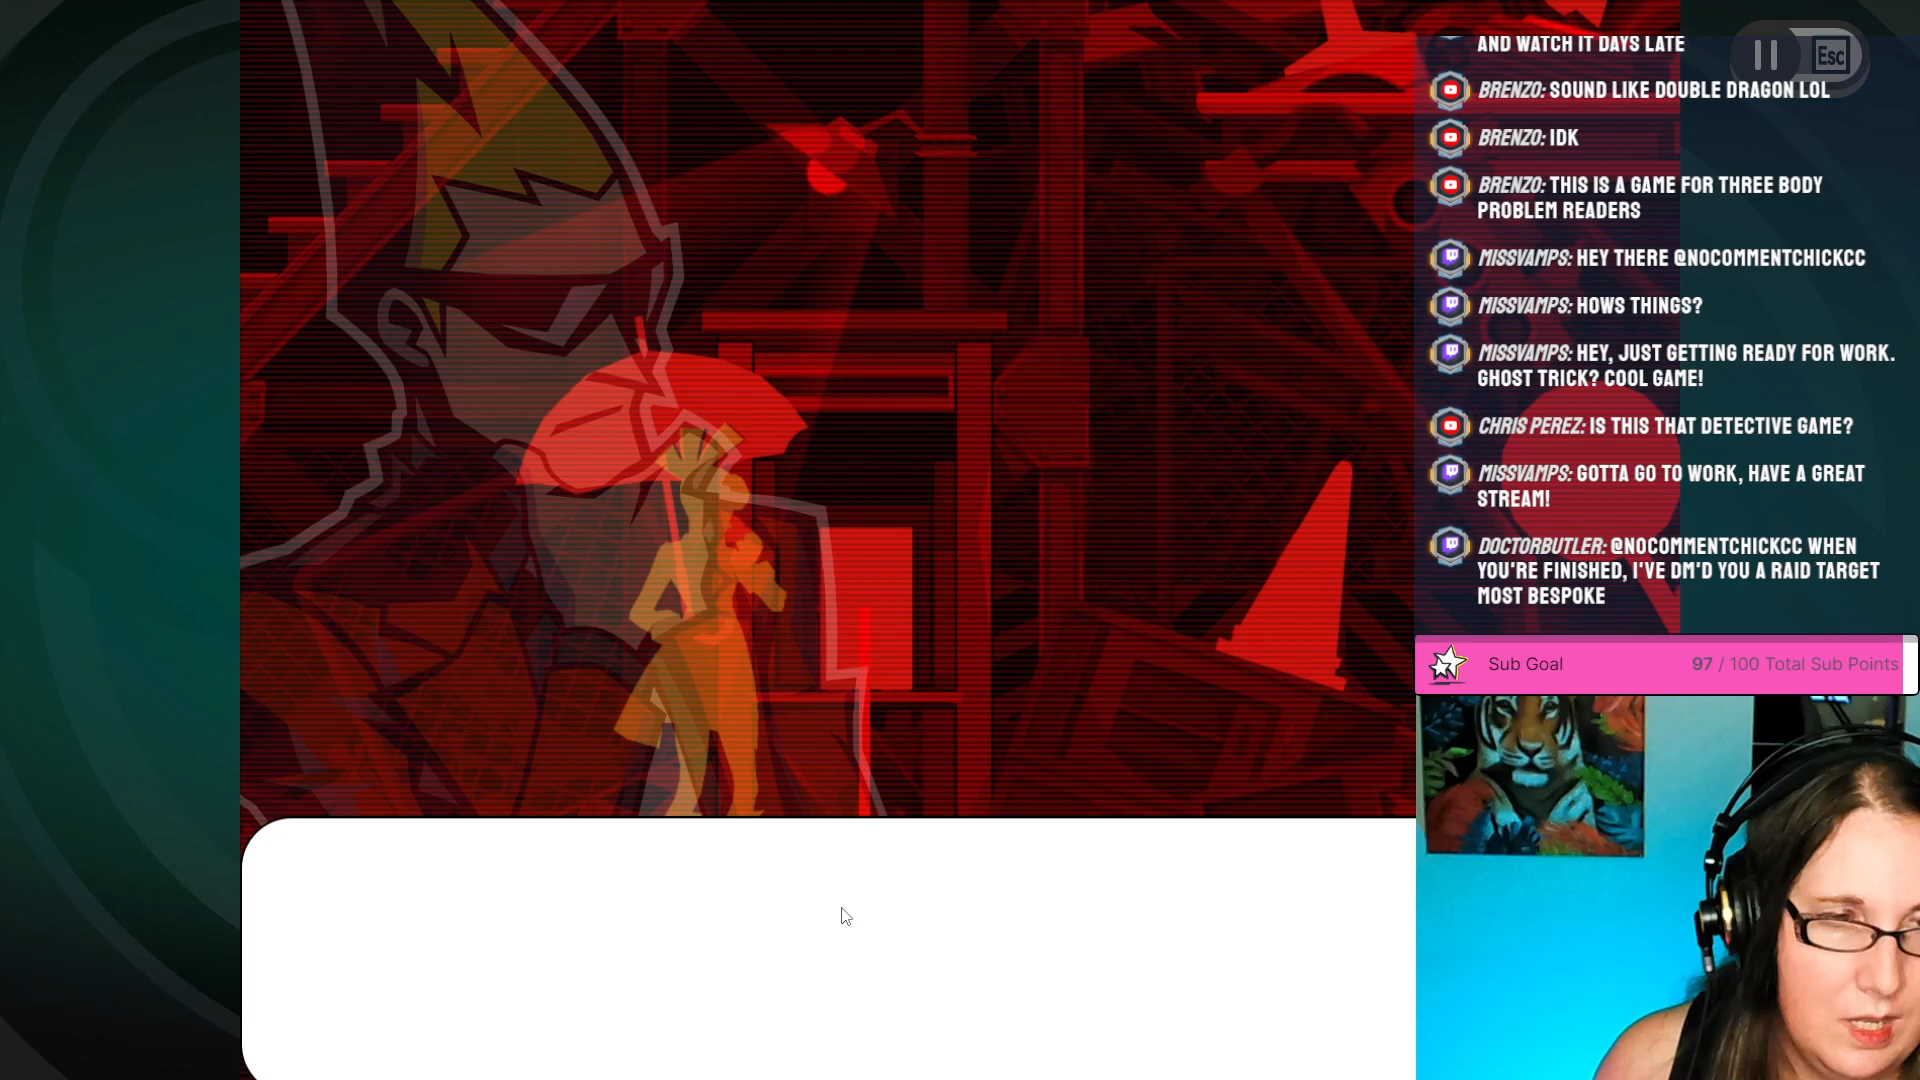 AND WATCH IT DAYS LATE
Esc
BRENZO: SOUND LIKE DOUBLE DRAGON LOL
BRENZO: IDK
BRENZO: THIS IS A GAME FOR THREE BODY
PROBLEM READERS
MISSVAMPS: HEY THERE @NOCOMMENTCHICKCC
MISSVAMPS: HOWS THINGS?
MISSVAMPS: HEY, JUST GETTING READY FOR WORK.
GHOST TRICK? COOL GAME!
CHRIS PEREZ: IS THIS THAT DETECTIVE GAME?
MISSVAMPS: GOTTA GO TO WORK, HAVE A GREAT
STREAM!
DOCTORBUTLER: @NOCOMMENTCHICKCC WHEN
YOU'RE FINISHED, I'VE DM'D YOU A RAID TARGET
MOST BESPOKE
Sub Goal 97 / 100 Total Sub Points